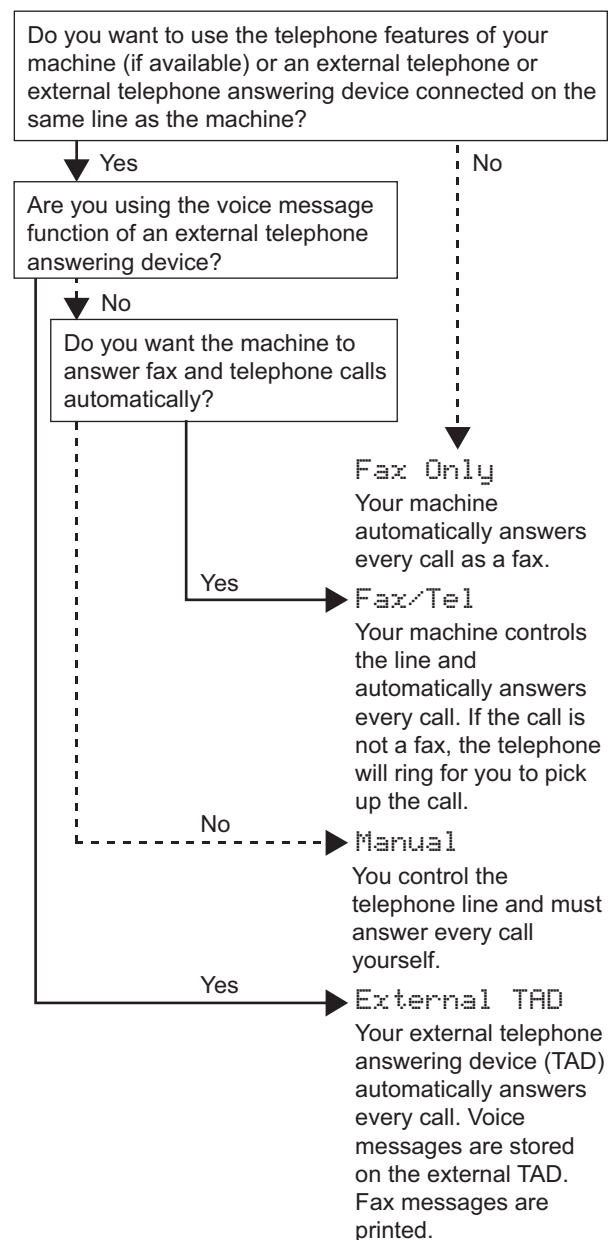 Do you want to use the telephone features of your
machine (if available) or an external telephone or
external telephone answering device connected on the
same line as the machine?
Yes
No
Are you using the voice message
function of an external telephone
answering device?
No
Do you want the machine to
answer fax and telephone calls
automatically?
Fax Only
Your machine
automatically answers
every call as a fax.
Yes
Fax/Tel
Your machine controls
the line and
automatically answers
every call. If the call is
not a fax, the telephone
will ring for you to pick
up the call.
No
Manual
You control the
telephone line and must
answer every call
yourself.
Yes
External TAD
Your external telephone
answering device (TAD)
automatically answers
every call. Voice
messages are stored
on the external TAD.
Fax messages are
printed.